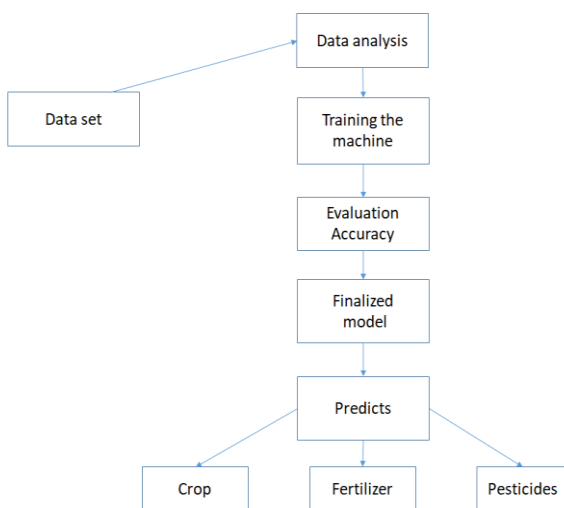 Data analysis
Data set
Training the
machine
Evaluation
Accuracy
Finalized
model
Predicts
Crop
Fertilizer
Pesticides